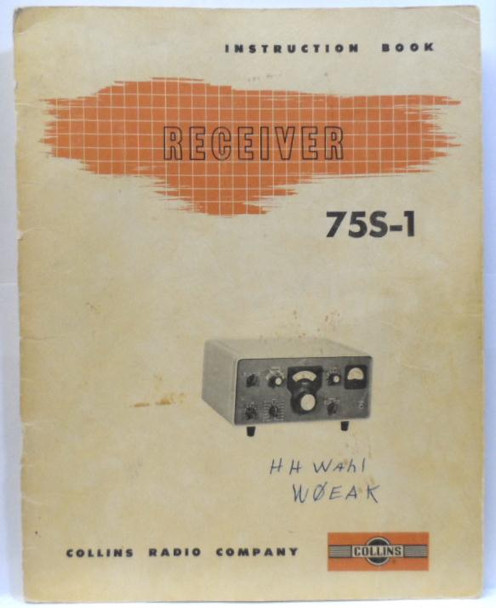 INSTRUCTION BOOK
RECEIVER
75S-1
HH Wahl
WØEAK
COLLINS RADIO COMPANY
COLLINS